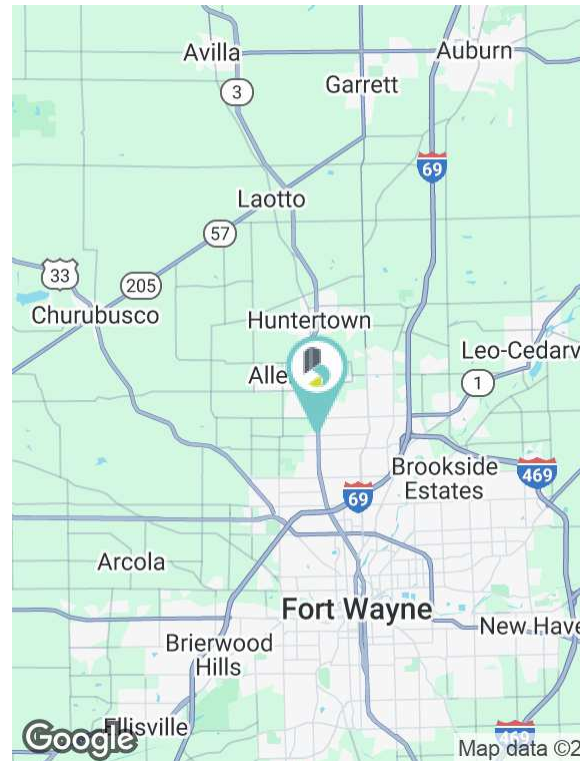 Avilla
Auburn
3
Garrett
69
Laotto
57
33
205
Churubusco
Huntertown
Leo-Cedarv
Alle
1
Brookside
Estates
469
69
Arcola
Fort Wayne
New Have
Brierwood
Hills
Ellisville
469
Google
Map data ©2